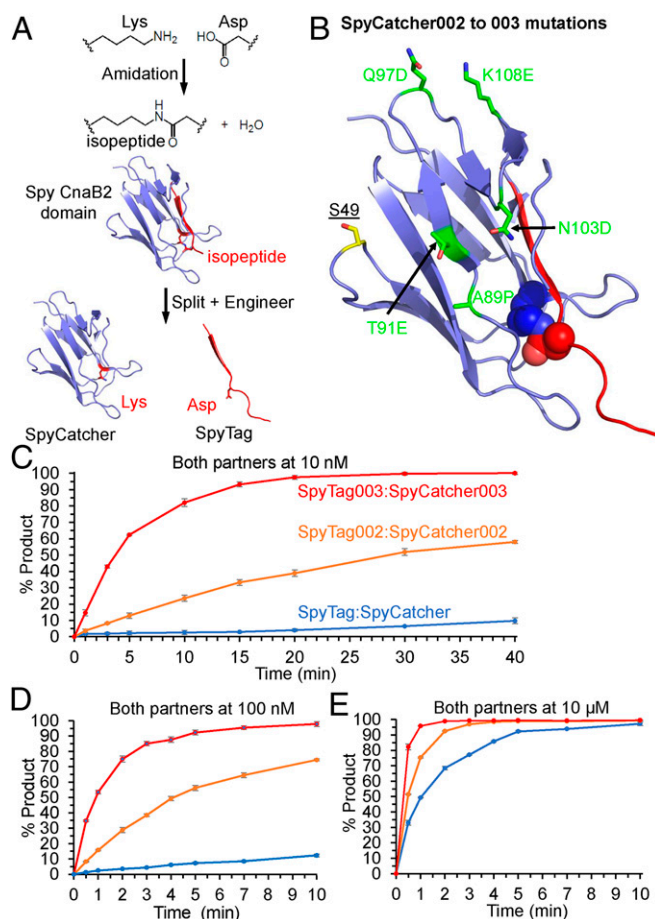 A
Lys
Asp
NH2
HO
O
Amidation
H
N
O
isopeptide
+ H2O
Spy CnaB2
domain
isopeptide
Split + Engineer
Lys
Asp
SpyCatcher
SpyTag
B
SpyCatcher002 to 003 mutations
Q97D
K108E
S49
N103D
A89P
T91E
C
Both partners at 10 nM
% Product
100
90
80
70
60
50
40
30
20
10
0
SpyTag003:SpyCatcher003
SpyTag002:SpyCatcher002
SpyTag:SpyCatcher
0 5 10 15 20 25 30 35 40
Time (min)
D
Both partners at 100 nM
% Product
100
90
80
70
60
50
40
30
20
10
0
0 1 2 3 4 5 6 7 8 9 10
Time (min)
E
Both partners at 10 µM
% Product
100
90
80
70
60
50
40
30
20
10
0
0 1 2 3 4 5 6 7 8 9 10
Time (min)